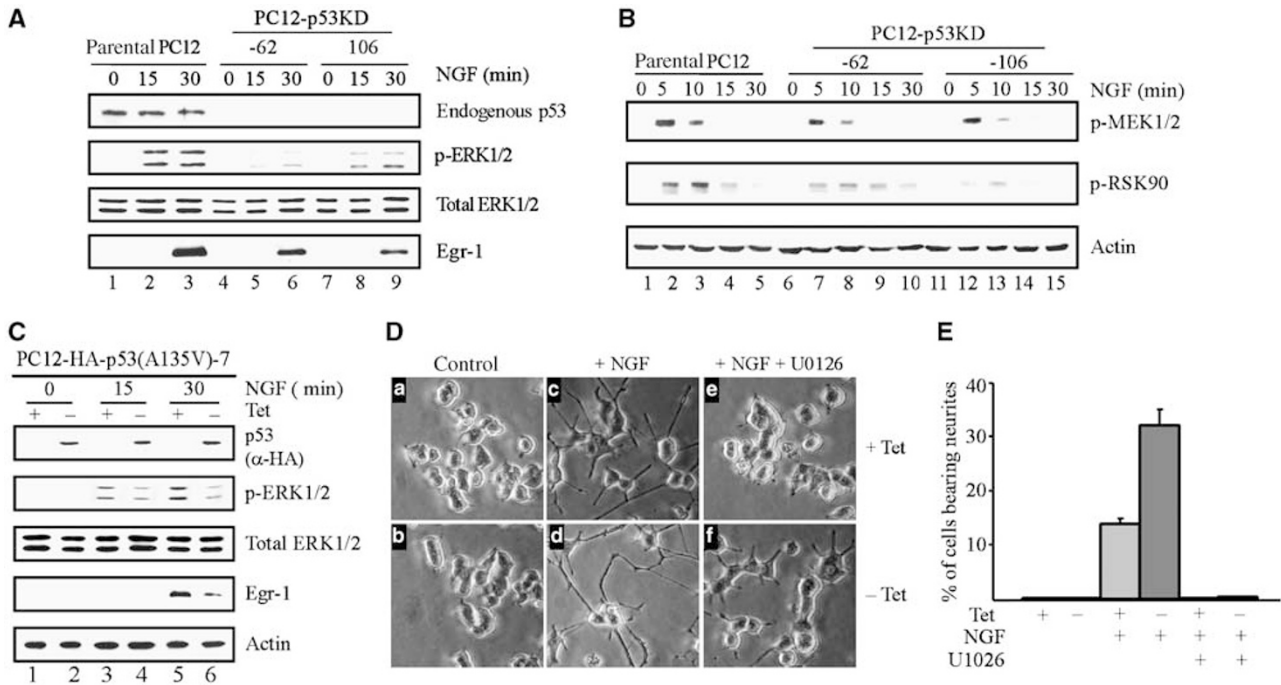 A
PC12-p53KD
Parental PC12 -62 106
0 15 30 0 15 30 0 15 30 NGF (min)
Endogenous p53
p-ERK1/2
Total ERK1/2
Egr-1
1 2 3 4 5 6 7 8 9
B
PC12-p53KD
Parental PC12 -62 -106
0 5 10 15 30 0 5 10 15 30 0 5 10 15 30 NGF (min)
p-MEK1/2
p-RSK90
Actin
1 2 3 4 5 6 7 8 9 10 11 12 13 14 15
C
PC12-HA-p53(A135V)-7
0 15 30 NGF ( min)
+ − + − + − Tet
p53
(α-HA)
p-ERK1/2
Total ERK1/2
Egr-1
Actin
1 2 3 4 5 6
D
Control + NGF + NGF + U0126
a c e + Tet
b d f − Tet
E
% of cells bearing neurites
40
30
20
10
Tet + − + − + −
NGF + + + +
U1026 + +